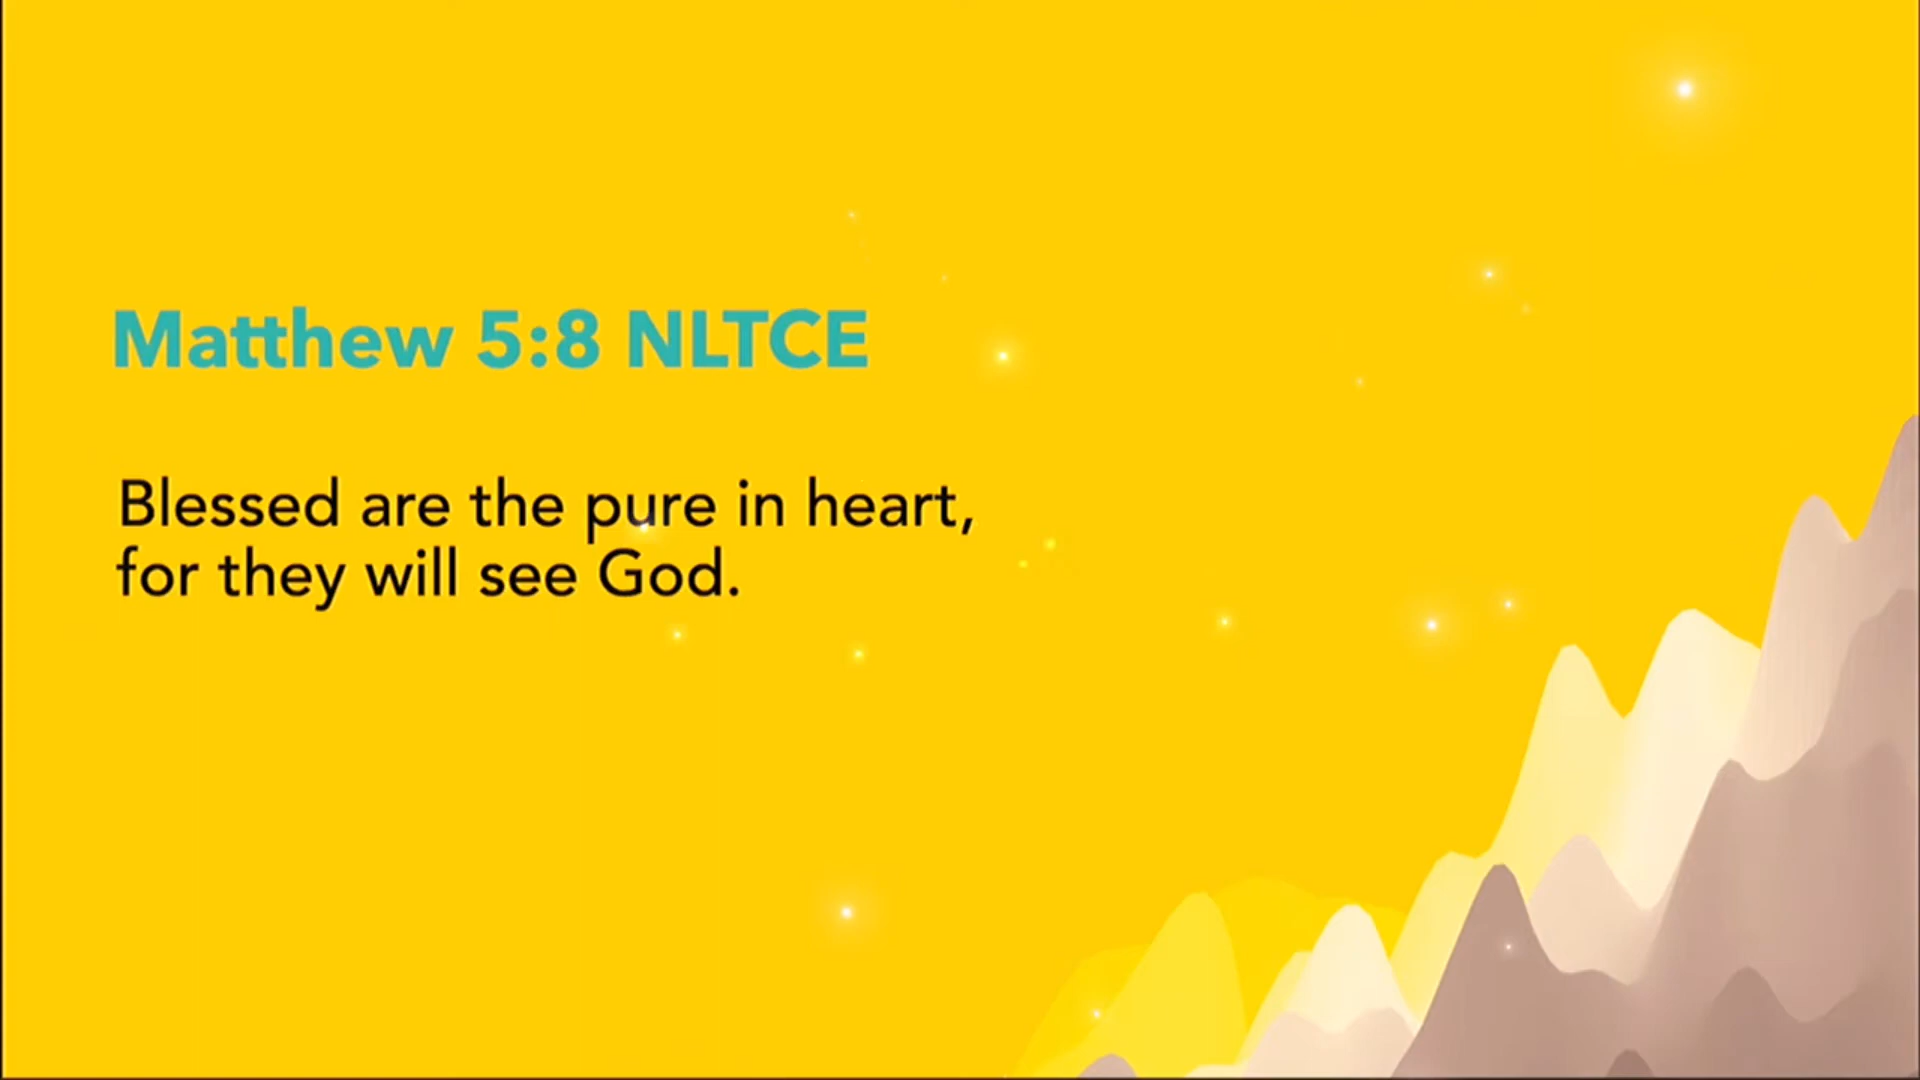 Matthew 5:8 NLTCE
Blessed are the pure in heart,
for they will see God.